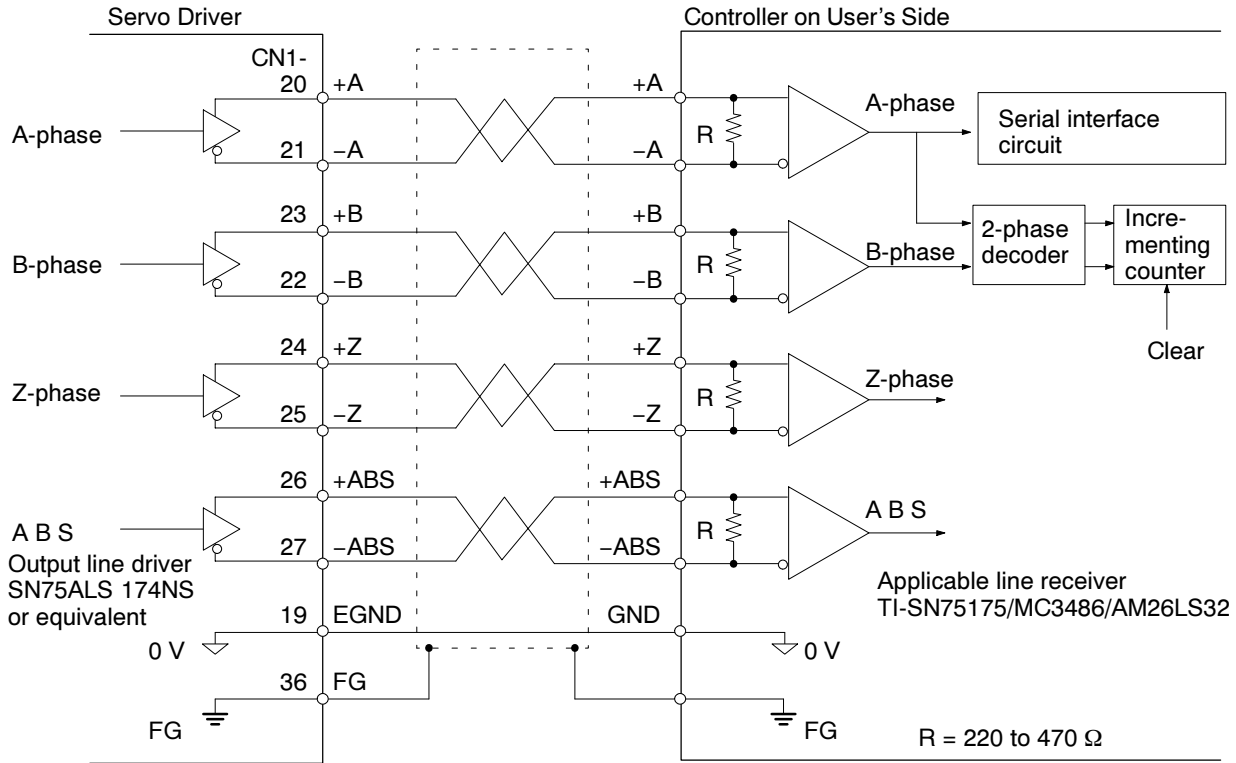 Servo Driver
Controller on User's Side
CN1-
20 +A
+A
A-phase
A-phase
R
Serial interface
circuit
21 −A
−A
23 +B
+B
B-phase
R
B-phase
2-phase
decoder
Incre-
menting
counter
22 −B
−B
Clear
24 +Z
+Z
Z-phase
R
Z-phase
25 −Z
−Z
26 +ABS
+ABS
A B S
R
A B S
27 −ABS
−ABS
Output line driver
SN75ALS 174NS
or equivalent
Applicable line receiver
TI-SN75175/MC3486/AM26LS32
19 EGND
GND
0 V
0 V
36 FG
FG
FG
R = 220 to 470 Ω